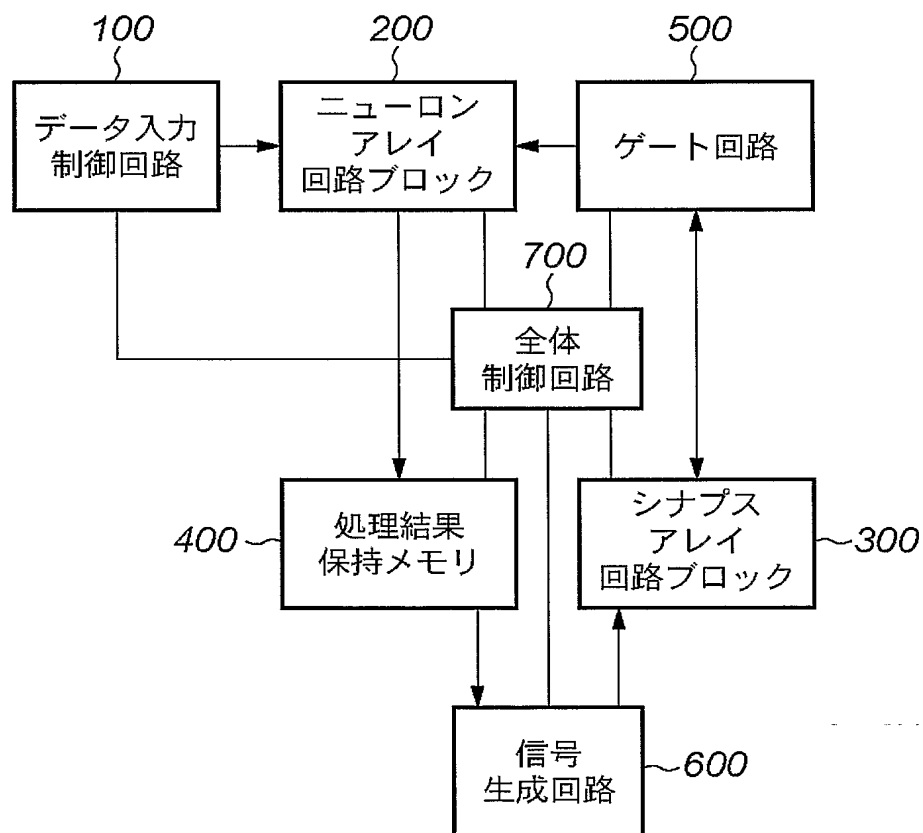 100
200
500
データ入力
制御回路
ニューロン
アレイ
回路ブロック
ゲート回路
700
全体
制御回路
400
処理結果
保持メモリ
シナプス
アレイ
回路ブロック
300
信号
生成回路
600